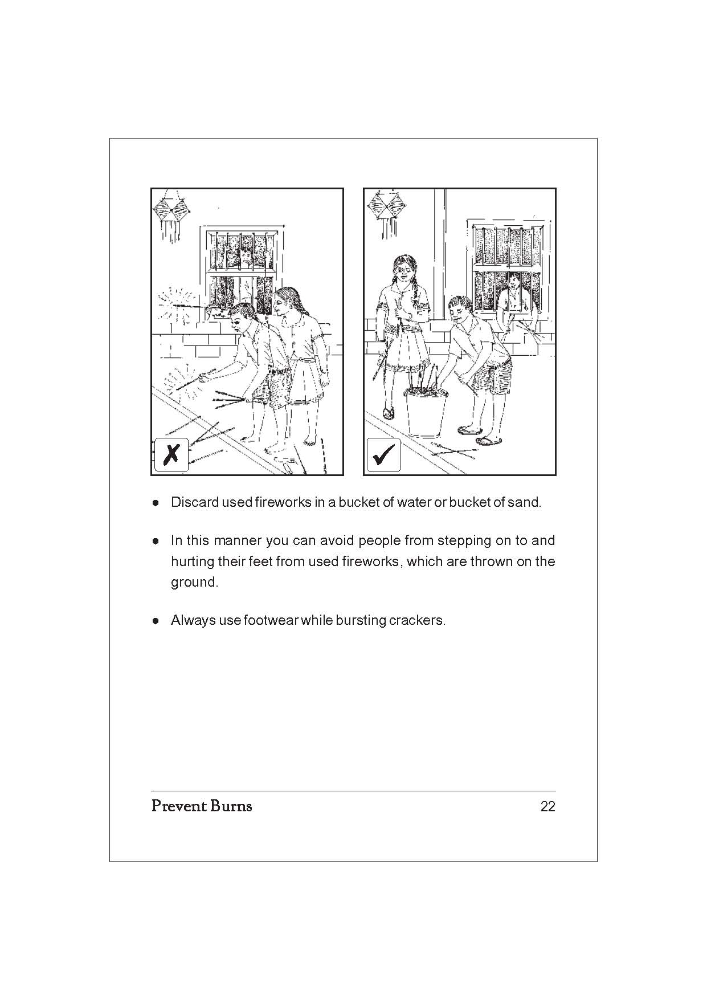 ● Discard used fireworks in a bucket of water or bucket of sand.
● In this manner you can avoid people from stepping on to and
hurting their feet from used fireworks, which are thrown on the
ground.
● Always use footwear while bursting crackers.
Prevent Burns 22